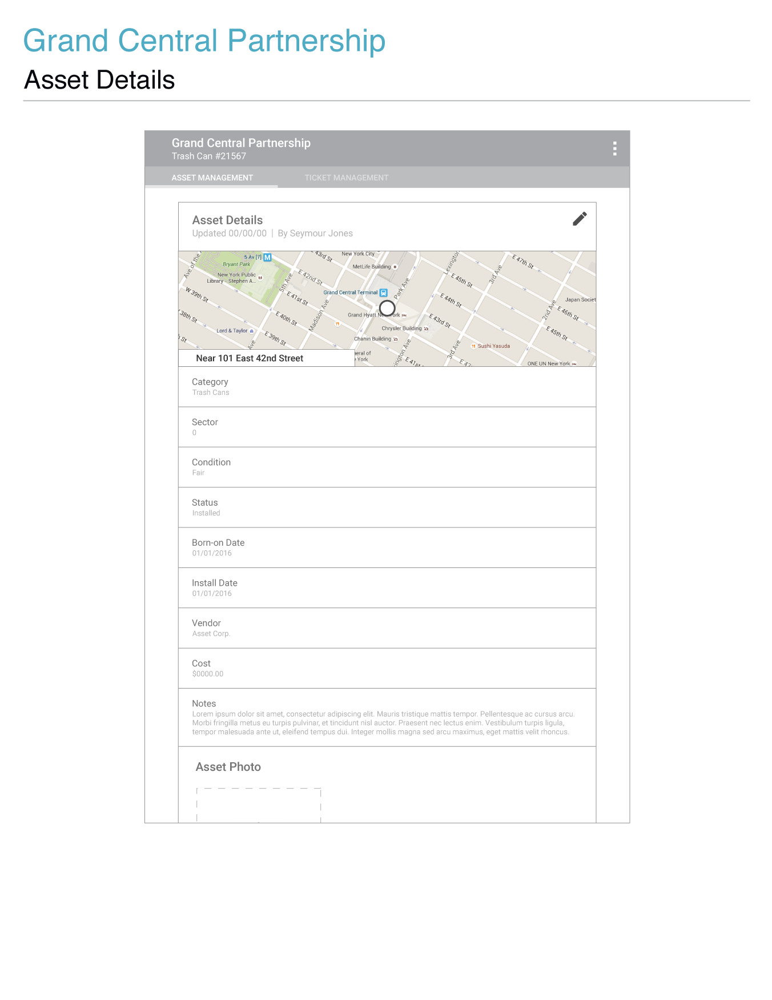 Grand Central Partnership
Asset Details
Grand Central Partnership
Trash Can #21567
ASSET MANAGEMENT
TICKET MANAGEMENT
Asset Details
Updated 00/00/00 | By Seymour Jones
Ave of the
5 Av [7] M
Bryant Park
New York Public
Library - Stephen A...
43rd St
New York City
MetLife Building
Lexington
E 47th St
E 42nd St
5th Ave
Grand Central Terminal
Park Ave
E 45th St
3rd Ave
W 39th St
E 41st St
Madison Ave
E 44th St
Japan Societ
2nd Ave
E 46th St
38th St
E 40th St
Grand Hyatt New York
E 43rd St
Lord & Taylor
E 39th St
Chrysler Building
E 45th St
Chanin Building
Sushi Yasuda
Ave
ington Ave
3rd Ave
eral of
York
E 41st
E 42
ONE UN New York
Near 101 East 42nd Street
Category
Trash Cans
Sector
0
Condition
Fair
Status
Installed
Born-on Date
01/01/2016
Install Date
01/01/2016
Vendor
Asset Corp.
Cost
$0000.00
Notes
Lorem ipsum dolor sit amet, consectetur adipiscing elit. Mauris tristique mattis tempor. Pellentesque ac cursus arcu.
Morbi fringilla metus eu turpis pulvinar, et tincidunt nisl auctor. Praesent nec lectus enim. Vestibulum turpis ligula,
tempor malesuada ante ut, eleifend tempus dui. Integer mollis magna sed arcu maximus, eget mattis velit rhoncus.
Asset Photo